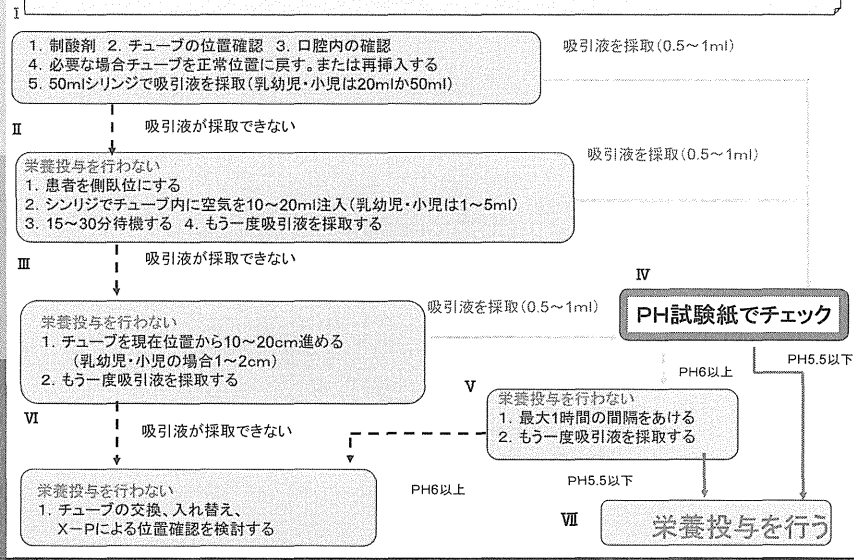 I
1. 制酸剤 2. チューブの位置確認 3. 口腔内の確認
4. 必要な場合チューブを正常位置に戻す。または再挿入する
5. 50mlシリンジで吸引液を採取(乳幼児・小児は20mlか50ml)
吸引液を採取(0.5～1ml)
II
吸引液が採取できない
栄養投与を行わない
1. 患者を側臥位にする
2. シンリジでチューブ内に空気を10～20ml注入(乳幼児・小児は1～5ml)
3. 15～30分待機する 4. もう一度吸引液を採取する
吸引液を採取(0.5～1ml)
III
吸引液が採取できない
栄養投与を行わない
1. チューブを現在位置から10～20cm進める
(乳幼児・小児の場合1～2cm)
2. もう一度吸引液を採取する
吸引液を採取(0.5～1ml)
IV
PH試験紙でチェック
PH6以上
PH5.5以下
V
栄養投与を行わない
1. 最大1時間の間隔をあける
2. もう一度吸引液を採取する
VI
吸引液が採取できない
栄養投与を行わない
1. チューブの交換、入れ替え、
X－Pによる位置確認を検討する
PH6以上
PH5.5以下
VII
栄養投与を行う